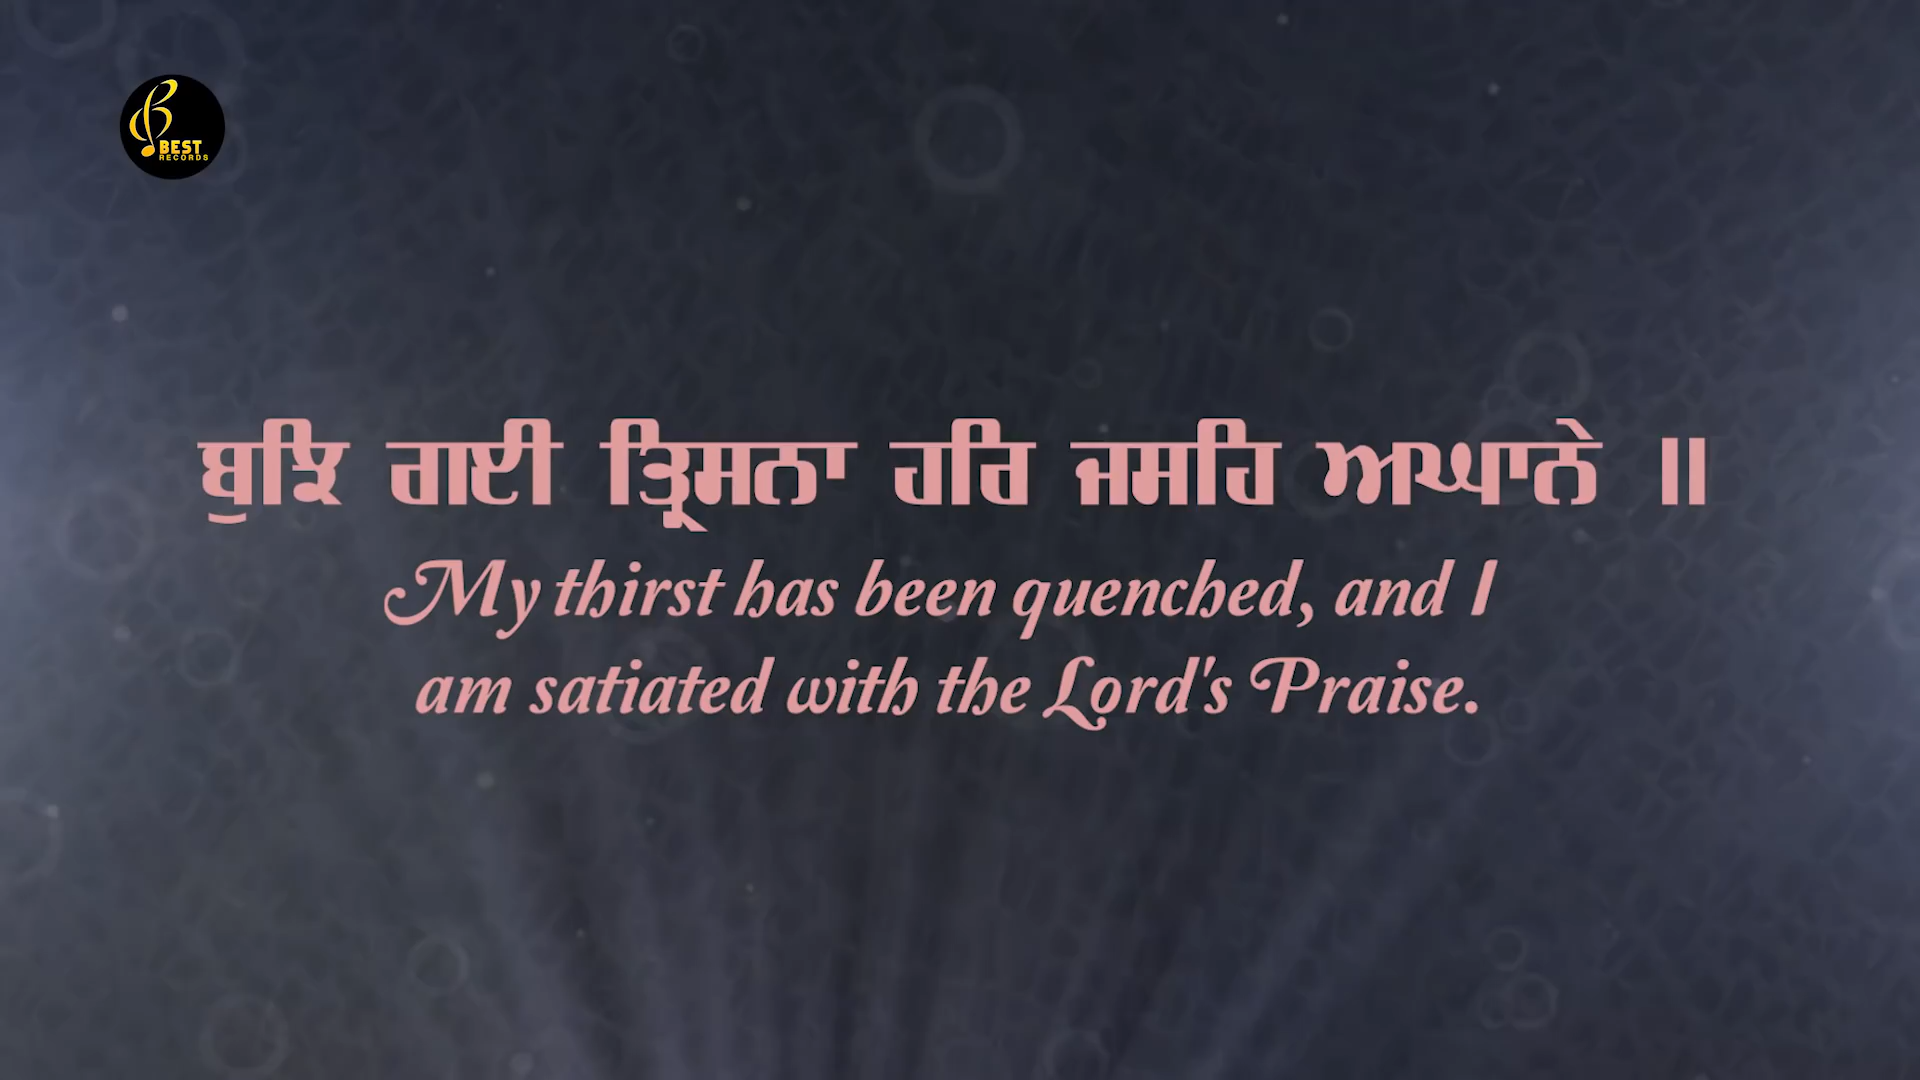 BEST
RECORDS
ਬੁਝਿ ਗਈ ਤ੍ਰਿਸਨਾ ਹਰਿ ਜਸਹਿ ਅਘਾਨੇ ॥
My thirst has been quenched, and I
am satiated with the Lord's Praise.